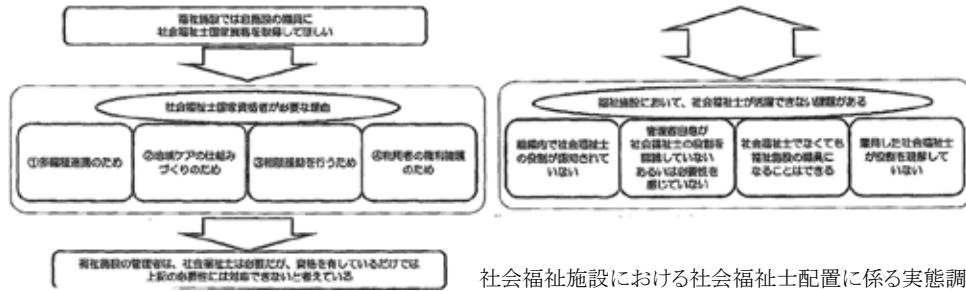 福祉施設では自施設の職員に
社会福祉士国家資格を取得してほしい
社会福祉士国家資格者が必要な理由
①多職種連携のため
②地域ケアの仕組み
づくりのため
③相談援助を行うため
④利用者の権利擁護
のため
福祉施設の管理者は、社会福祉士は必要だが、資格を有しているだけでは
上記の必要性には対応できないと考えている
福祉施設において、社会福祉士が活躍できない課題がある
組織内で社会福祉士
の役割が認知されて
いない
管理者自身が
社会福祉士の役割を
認識していない
あるいは必要性を
感じていない
社会福祉士でなくても
福祉施設の職員に
なることはできる
雇用した社会福祉士
が役割を理解して
いない
社会福祉施設における社会福祉士配置に係る実態調